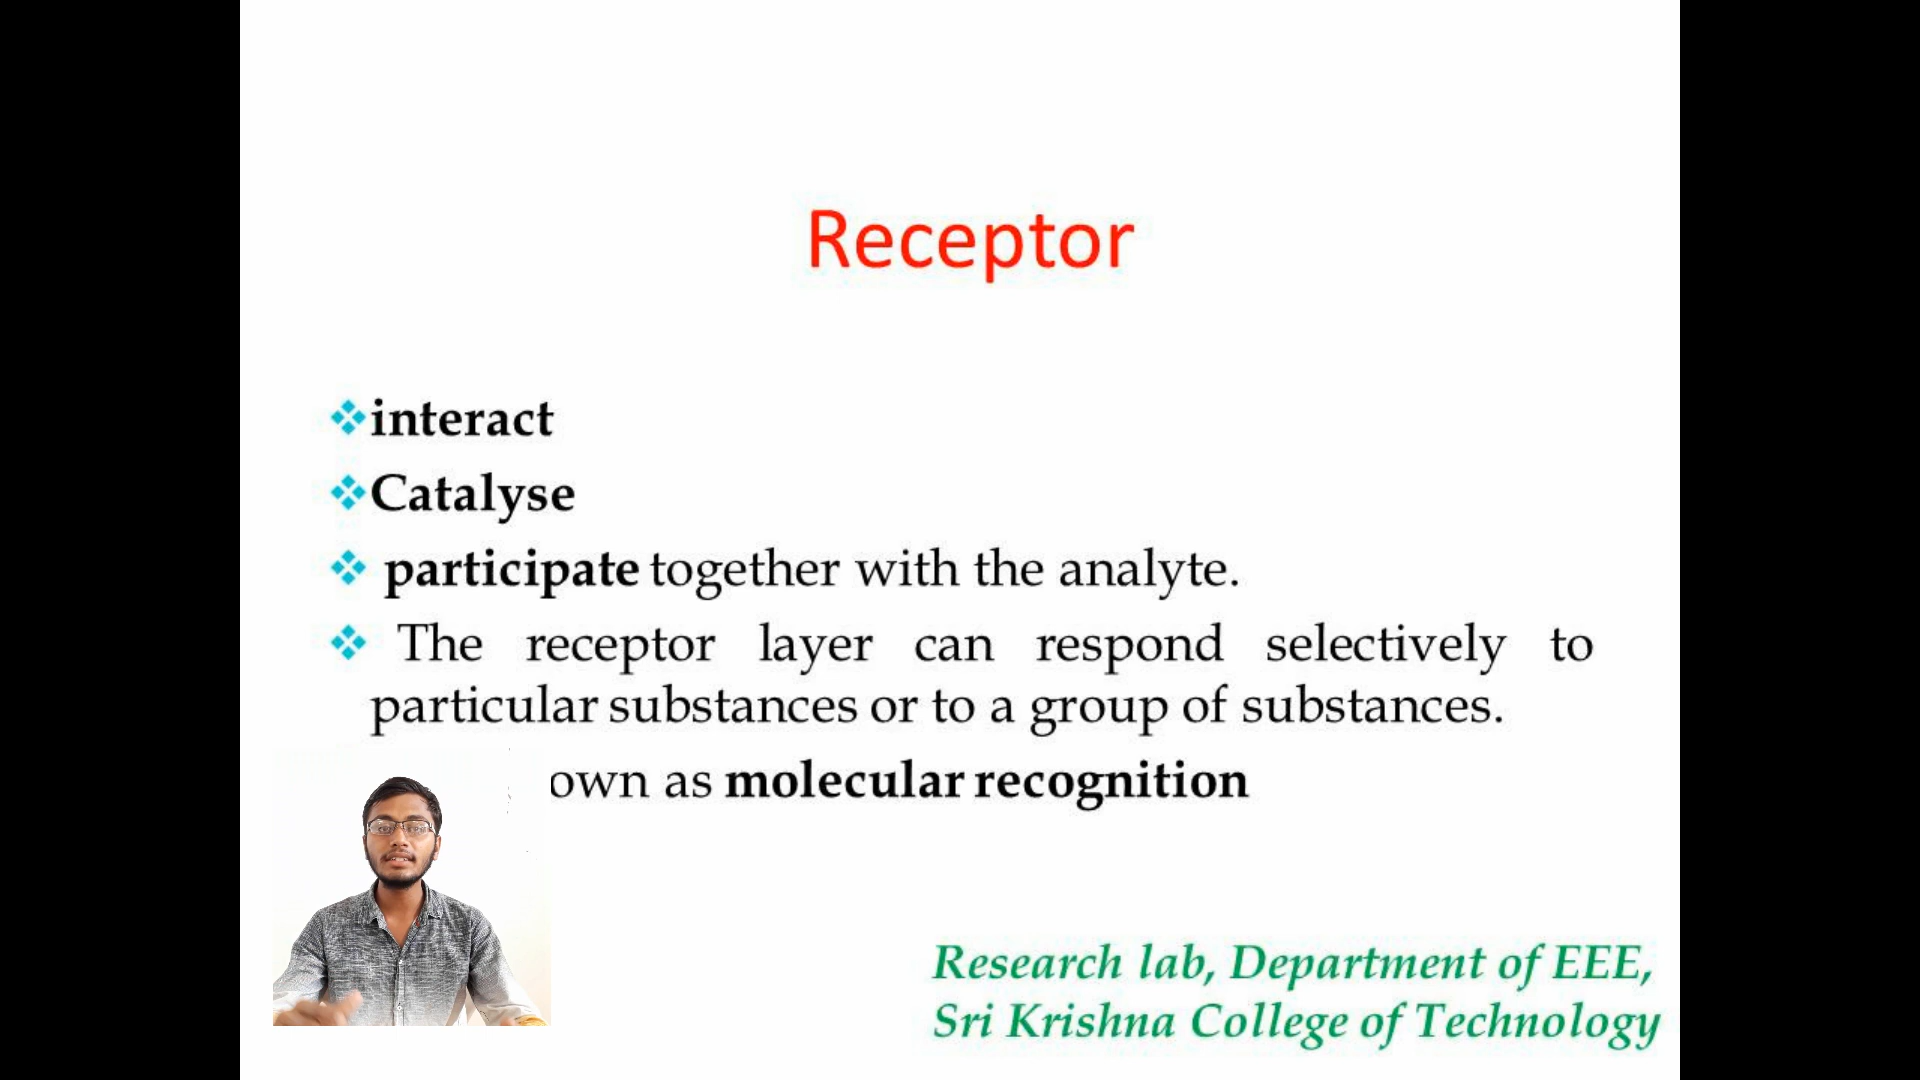 Receptor
interact
Catalyse
participate together with the analyte.
The receptor layer can respond selectively to
particular substances or to a group of substances.
own as molecular recognition
Research lab, Department of EEE,
Sri Krishna College of Technology